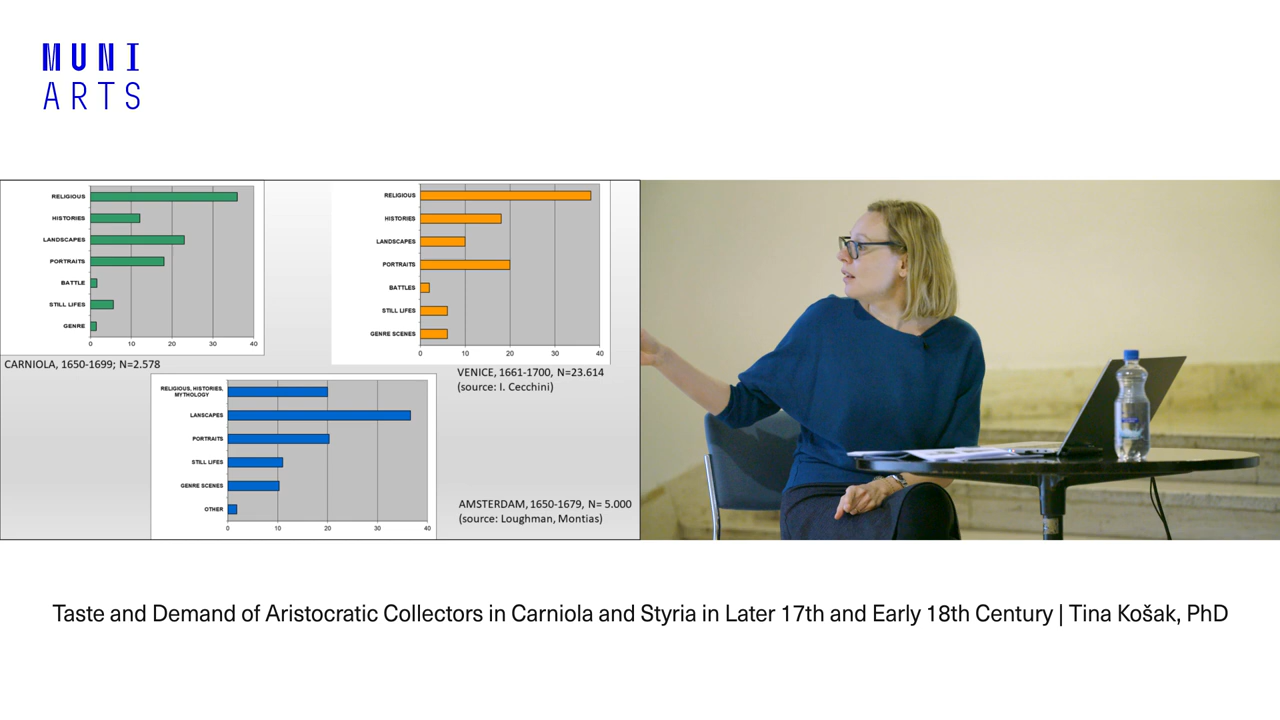 MUNI
ARTS
RELIGIOUS
HISTORIES
LANDSCAPES
PORTRAITS
BATTLE
STILL LIFES
GENRE
0 10 20 30 40
CARNIOLA, 1650-1699; N=2.578
RELIGIOUS
HISTORIES
LANDSCAPES
PORTRAITS
BATTLES
STILL LIFES
GENRE SCENES
0 10 20 30 40
VENICE, 1661-1700, N=23.614
(source: I. Cecchini)
RELIGIOUS, HISTORIES,
MYTHOLOGY
LANSCAPES
PORTRAITS
STILL LIFES
GENRE SCENES
OTHER
0 10 20 30 40
AMSTERDAM, 1650-1679, N= 5.000
(source: Loughman, Montias)
Taste and Demand of Aristocratic Collectors in Carniola and Styria in Later 17th and Early 18th Century | Tina Košak, PhD